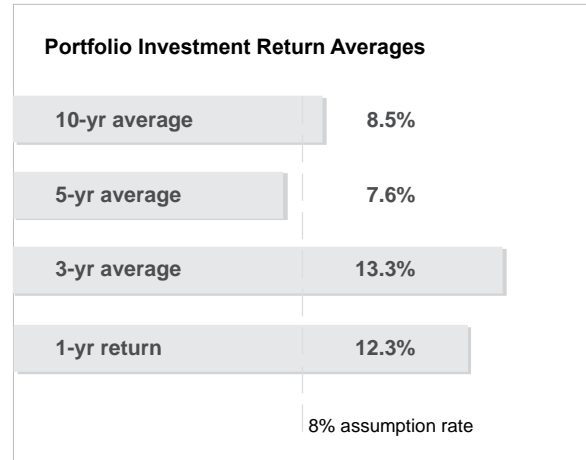 Portfolio Investment Return Averages
10-yr average 8.5%
5-yr average 7.6%
3-yr average 13.3%
1-yr return 12.3%
8% assumption rate